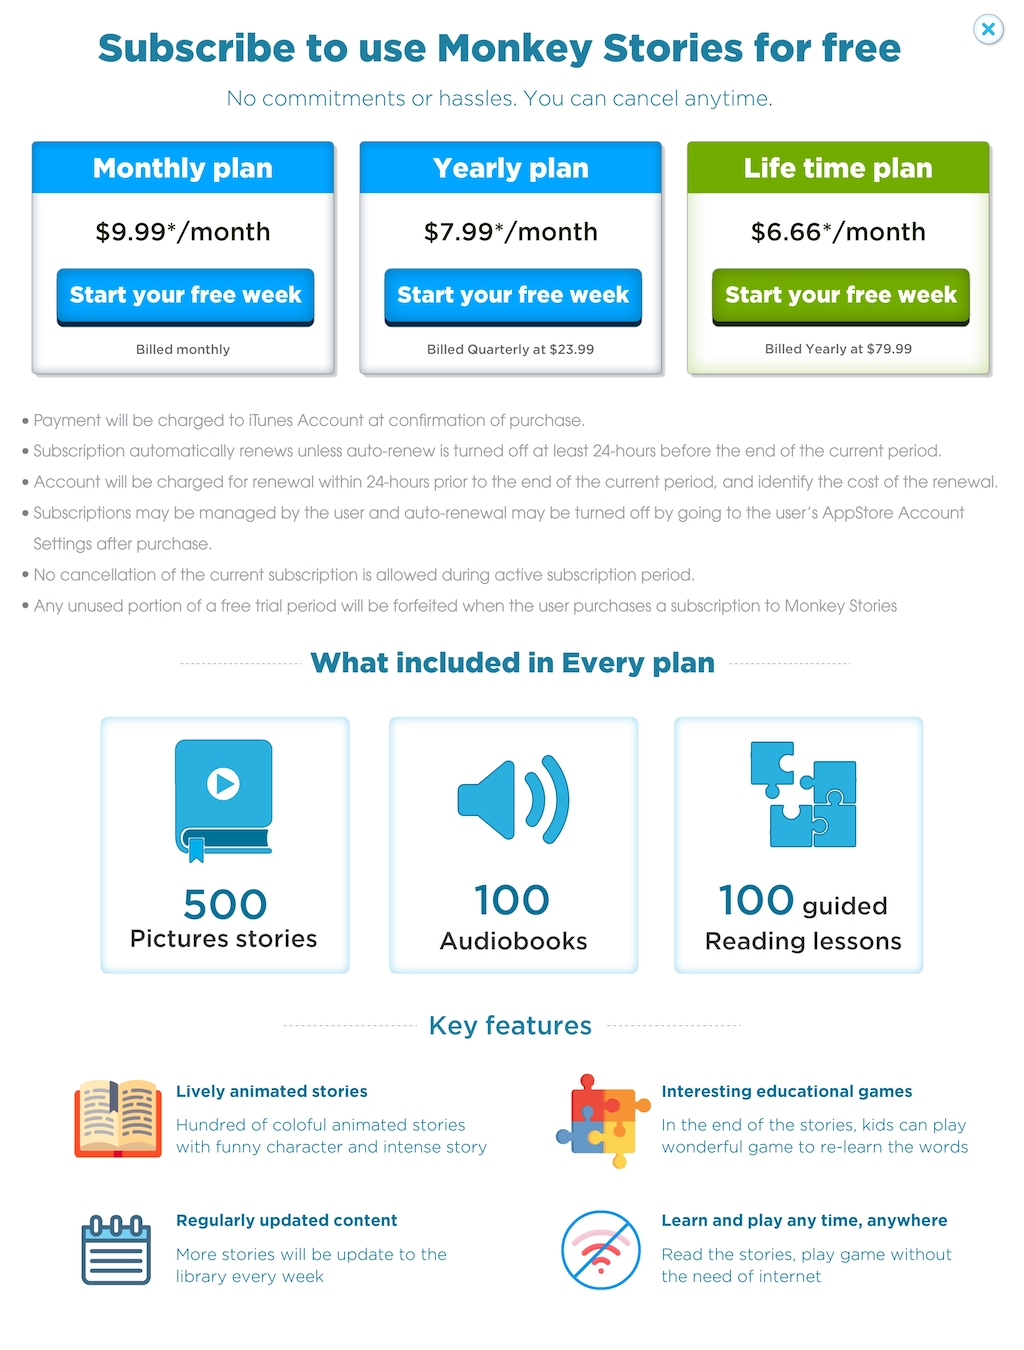 Subscribe to use Monkey Stories for free
No commitments or hassles. You can cancel anytime.
Monthly plan
$9.99*/month
Start your free week
Billed monthly
Yearly plan
$7.99*/month
Start your free week
Billed Quarterly at $23.99
Life time plan
$6.66*/month
Start your free week
Billed Yearly at $79.99
• Payment will be charged to iTunes Account at confirmation of purchase.
• Subscription automatically renews unless auto-renew is turned off at least 24-hours before the end of the current period.
• Account will be charged for renewal within 24-hours prior to the end of the current period, and identify the cost of the renewal.
• Subscriptions may be managed by the user and auto-renewal may be turned off by going to the user's AppStore Account
Settings after purchase.
• No cancellation of the current subscription is allowed during active subscription period.
• Any unused portion of a free trial period will be forfeited when the user purchases a subscription to Monkey Stories
What included in Every plan
500
Pictures stories
100
Audiobooks
100 guided
Reading lessons
Key features
Lively animated stories
Hundred of coloful animated stories
with funny character and intense story
Interesting educational games
In the end of the stories, kids can play
wonderful game to re-learn the words
Regularly updated content
More stories will be update to the
library every week
Learn and play any time, anywhere
Read the stories, play game without
the need of internet